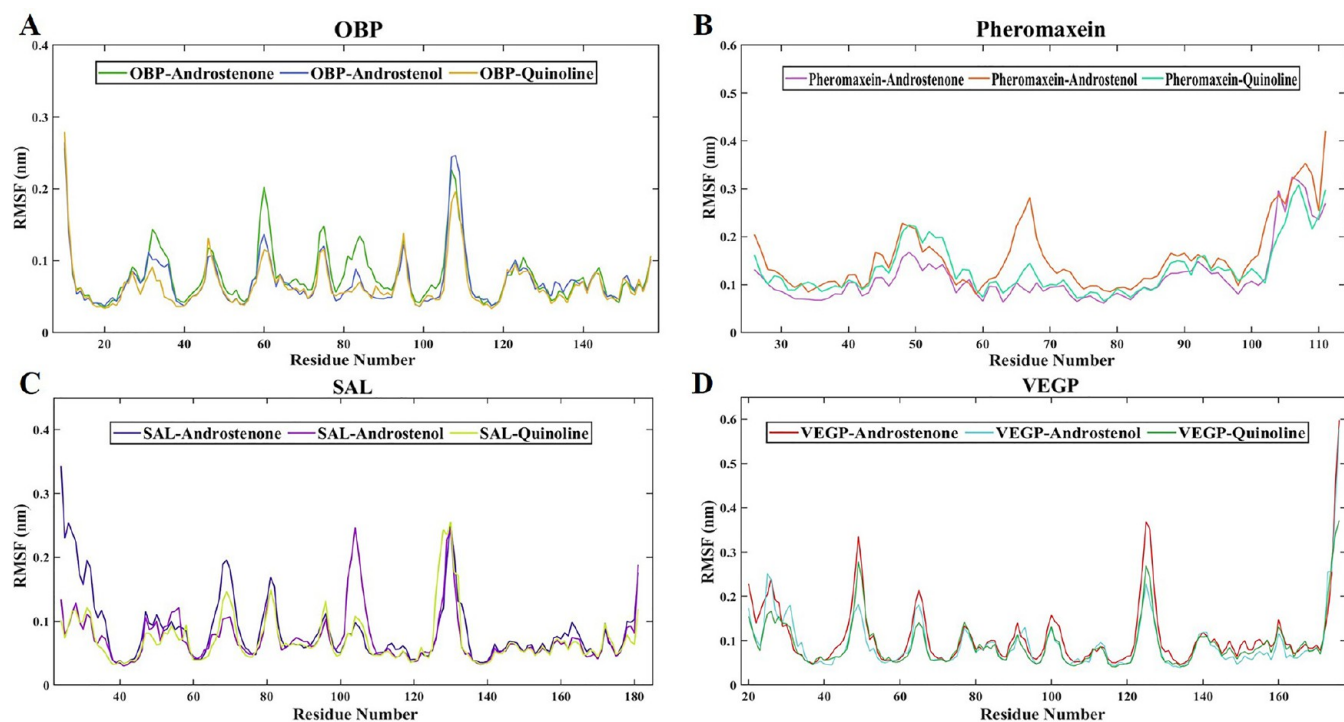 A
OBP
OBP-Androstenone OBP-Androstenol OBP-Quinoline
RMSF (nm)
0.4
0.3
0.2
0.1
0
20 40 60 80 100 120 140
Residue Number
B
Pheromaxein
Pheromaxein-Androstenone Pheromaxein-Androstenol Pheromaxein-Quinoline
RMSF (nm)
0.6
0.5
0.4
0.3
0.2
0.1
0
30 40 50 60 70 80 90 100 110
Residue Number
C
SAL
SAL-Androstenone SAL-Androstenol SAL-Quinoline
RMSF (nm)
0.4
0.3
0.2
0.1
0
40 60 80 100 120 140 160 180
Residue Number
D
VEGP
VEGP-Androstenone VEGP-Androstenol VEGP-Quinoline
RMSF (nm)
0.6
0.5
0.4
0.3
0.2
0.1
0
20 40 60 80 100 120 140 160
Residue Number